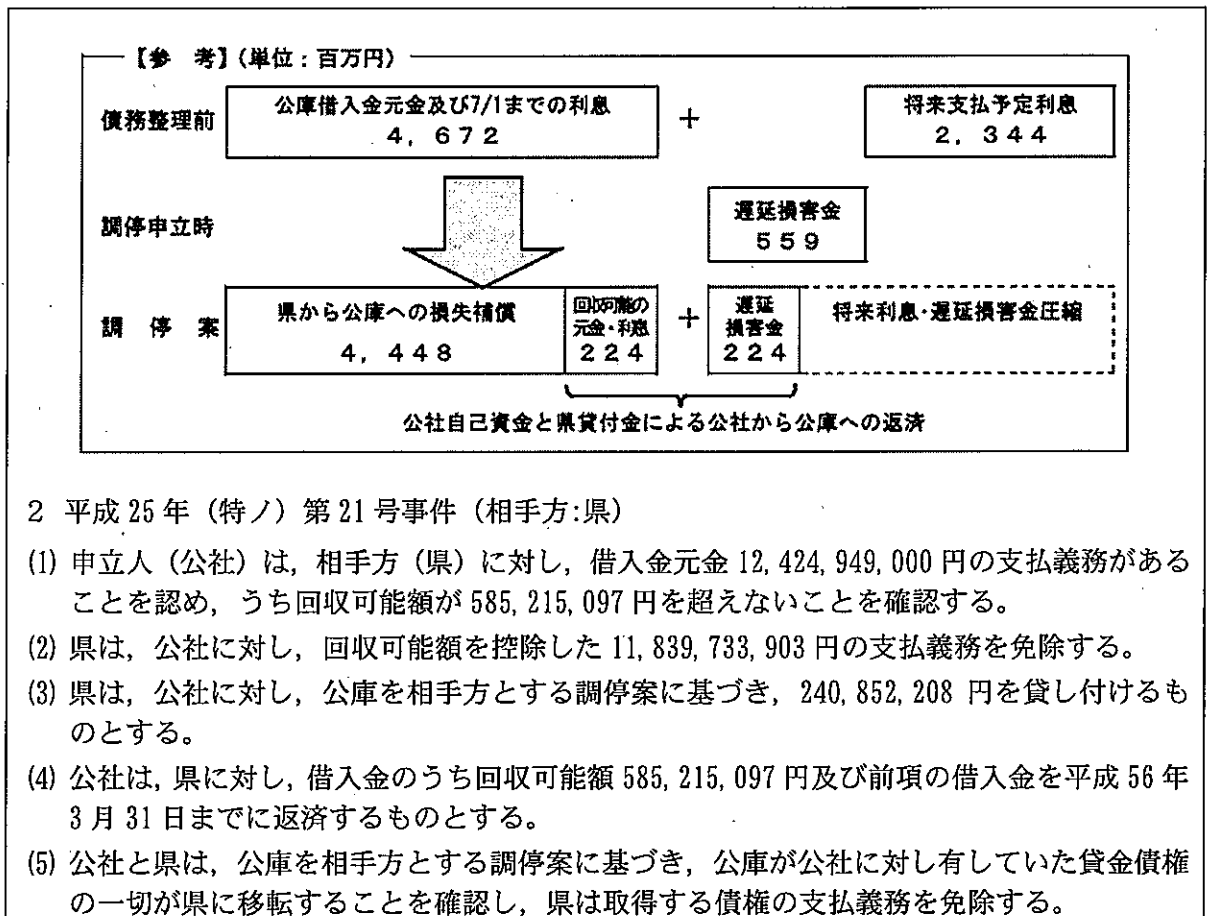 【参 考】(単位：百万円)
債務整理前
公庫借入金元金及び7/1までの利息
4，672
＋
将来支払予定利息
2，344
調停申立時
遅延損害金
559
調 停 案
県から公庫への損失補償
4，448
回収可能の
元金・利息
224
＋
遅延
損害金
224
将来利息・遅延損害金圧縮
公社自己資金と県貸付金による公社から公庫への返済
2 平成25年（特ノ）第21号事件（相手方:県）
(1) 申立人（公社）は，相手方（県）に対し，借入金元金12,424,949,000円の支払義務がある
ことを認め，うち回収可能額が585,215,097円を超えないことを確認する。
(2) 県は，公社に対し，回収可能額を控除した11,839,733,903円の支払義務を免除する。
(3) 県は，公社に対し，公庫を相手方とする調停案に基づき，240,852,208円を貸し付けるも
のとする。
(4) 公社は，県に対し，借入金のうち回収可能額585,215,097円及び前項の借入金を平成56年
3月31日までに返済するものとする。
(5) 公社と県は，公庫を相手方とする調停案に基づき，公庫が公社に対し有していた貸金債権
の一切が県に移転することを確認し，県は取得する債権の支払義務を免除する。